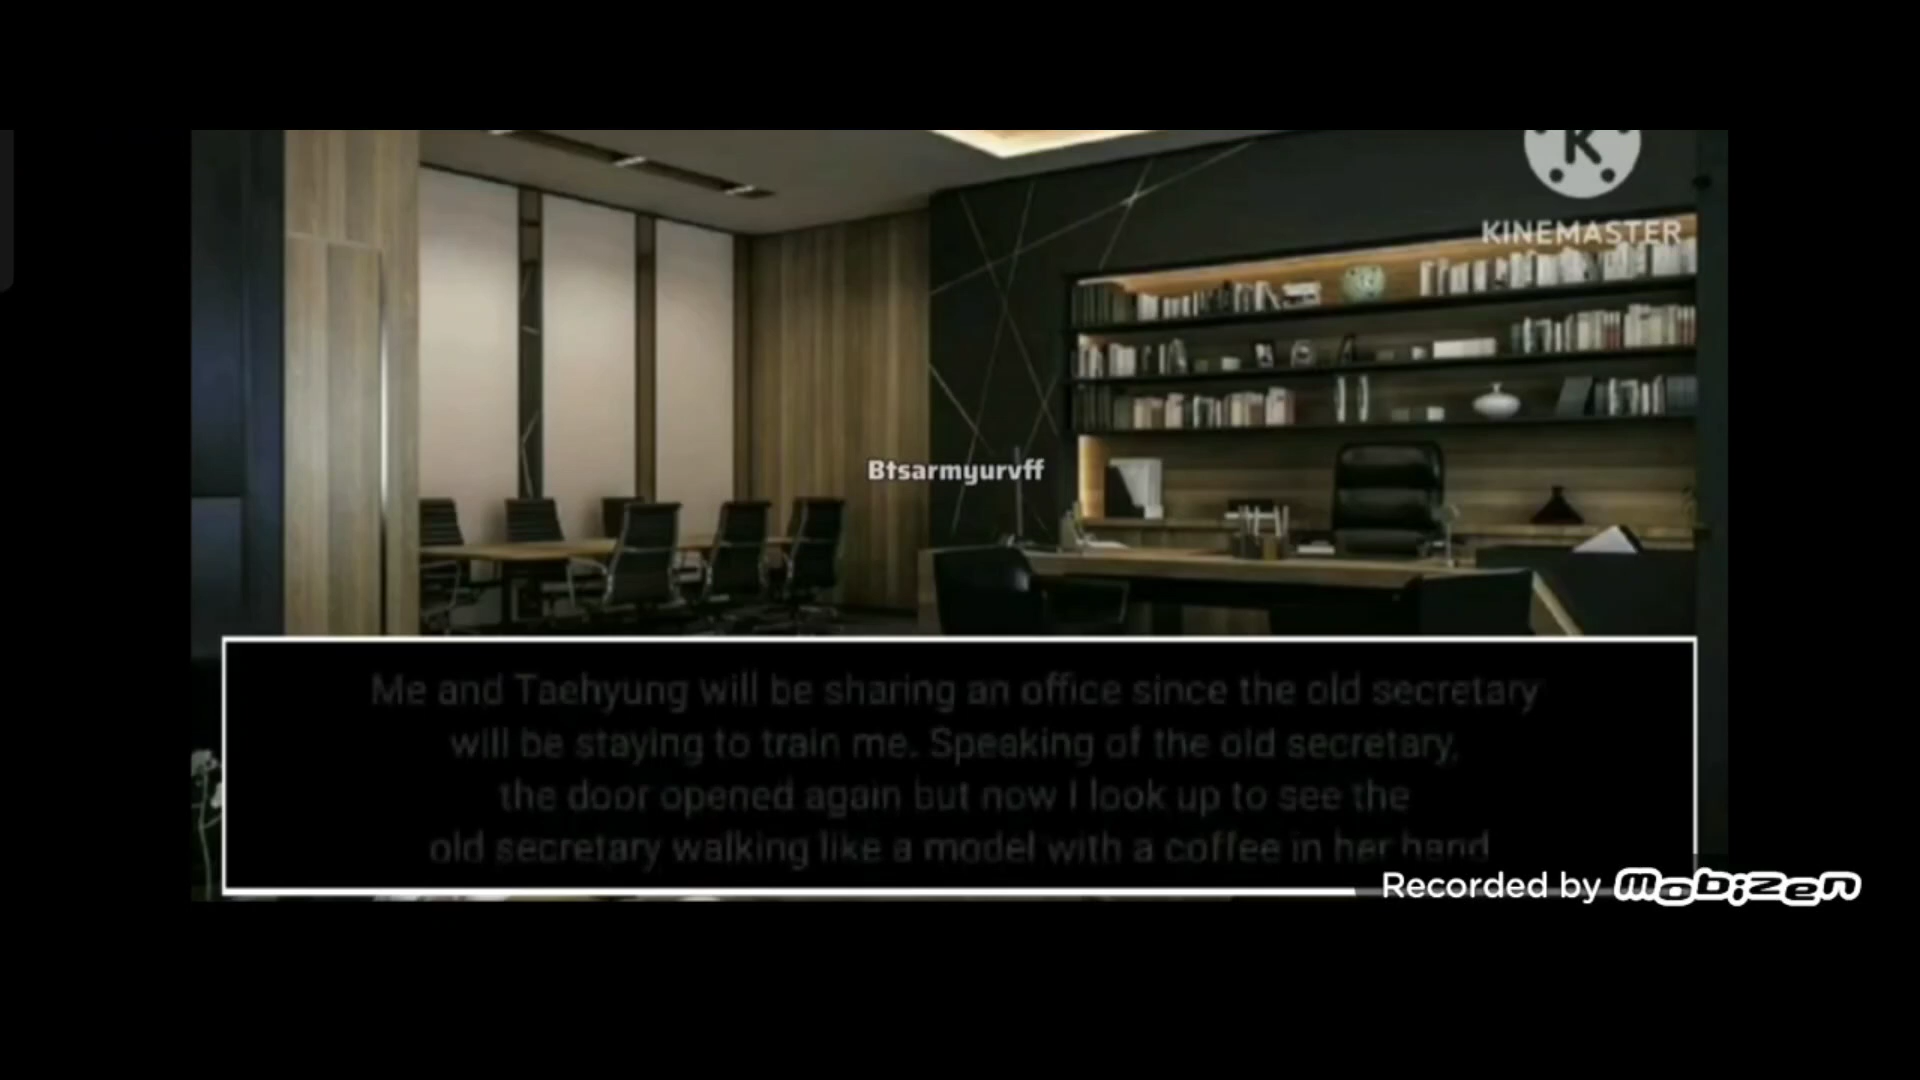 K
KINEMASTER
Btsarmyurvff
Me and Taehyung will be sharing an office since the old secretary
will be staying to train me. Speaking of the old secretary,
the door opened again but now I look up to see the
old secretary walking like a model with a coffee in her hand
Recorded by mobizen